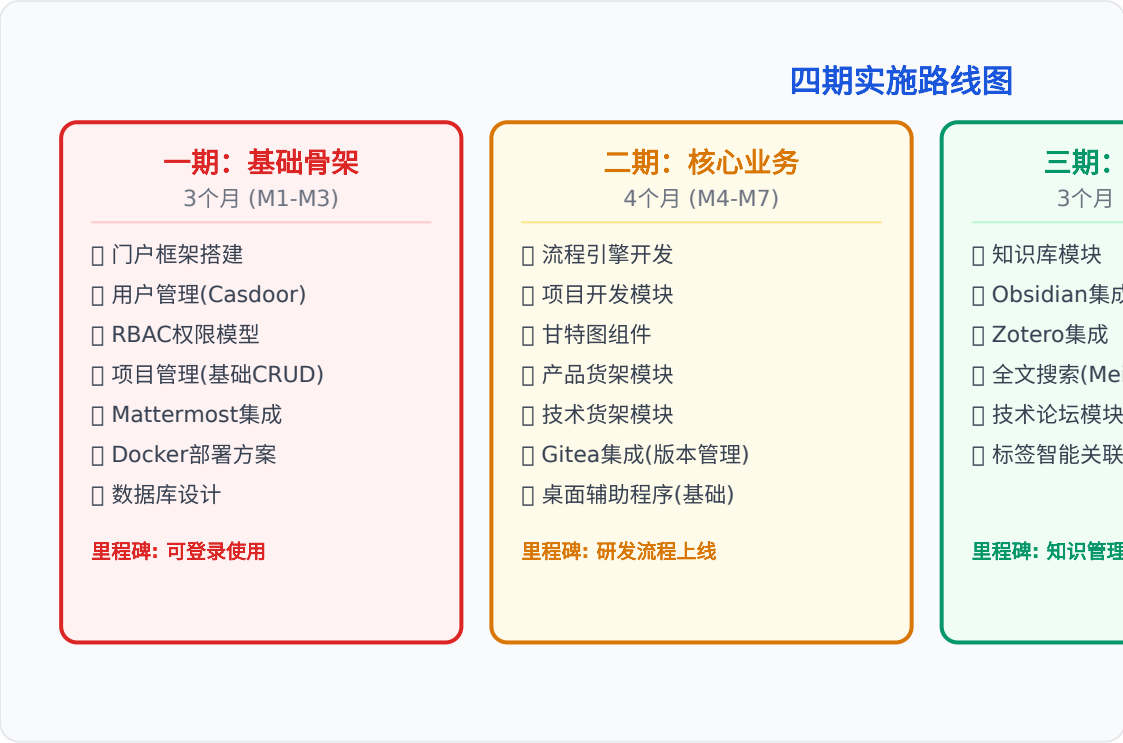 四期实施路线图
一期：基础骨架
3个月 (M1-M3)
门户框架搭建
用户管理(Casdoor)
RBAC权限模型
项目管理(基础CRUD)
Mattermost集成
Docker部署方案
数据库设计
里程碑: 可登录使用
二期：核心业务
4个月 (M4-M7)
流程引擎开发
项目开发模块
甘特图组件
产品货架模块
技术货架模块
Gitea集成(版本管理)
桌面辅助程序(基础)
里程碑: 研发流程上线
三期：
3个月
知识库模块
Obsidian集成
Zotero集成
全文搜索(Mei
技术论坛模块
标签智能关联
里程碑: 知识管理